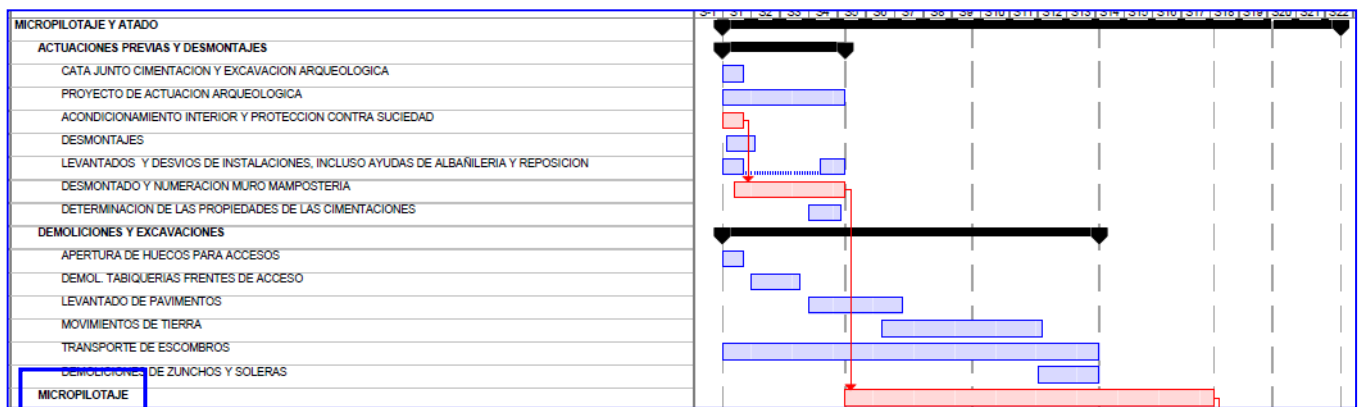 S-1 S1 S2 S3 S4 S5 S6 S7 S8 S9 S10 S11 S12 S13 S14 S15 S16 S17 S18 S19 S20 S21 S22
MICROPILOTAJE Y ATADO
ACTUACIONES PREVIAS Y DESMONTAJES
CATA JUNTO CIMENTACION Y EXCAVACION ARQUEOLOGICA
PROYECTO DE ACTUACION ARQUEOLOGICA
ACONDICIONAMIENTO INTERIOR Y PROTECCION CONTRA SUCIEDAD
DESMONTAJES
LEVANTADOS Y DESVIOS DE INSTALACIONES, INCLUSO AYUDAS DE ALBAÑILERIA Y REPOSICION
DESMONTADO Y NUMERACION MURO MAMPOSTERIA
DETERMINACION DE LAS PROPIEDADES DE LAS CIMENTACIONES
DEMOLICIONES Y EXCAVACIONES
APERTURA DE HUECOS PARA ACCESOS
DEMOL. TABIQUERIAS FRENTES DE ACCESO
LEVANTADO DE PAVIMENTOS
MOVIMIENTOS DE TIERRA
TRANSPORTE DE ESCOMBROS
DEMOLICIONES DE ZUNCHOS Y SOLERAS
MICROPILOTAJE